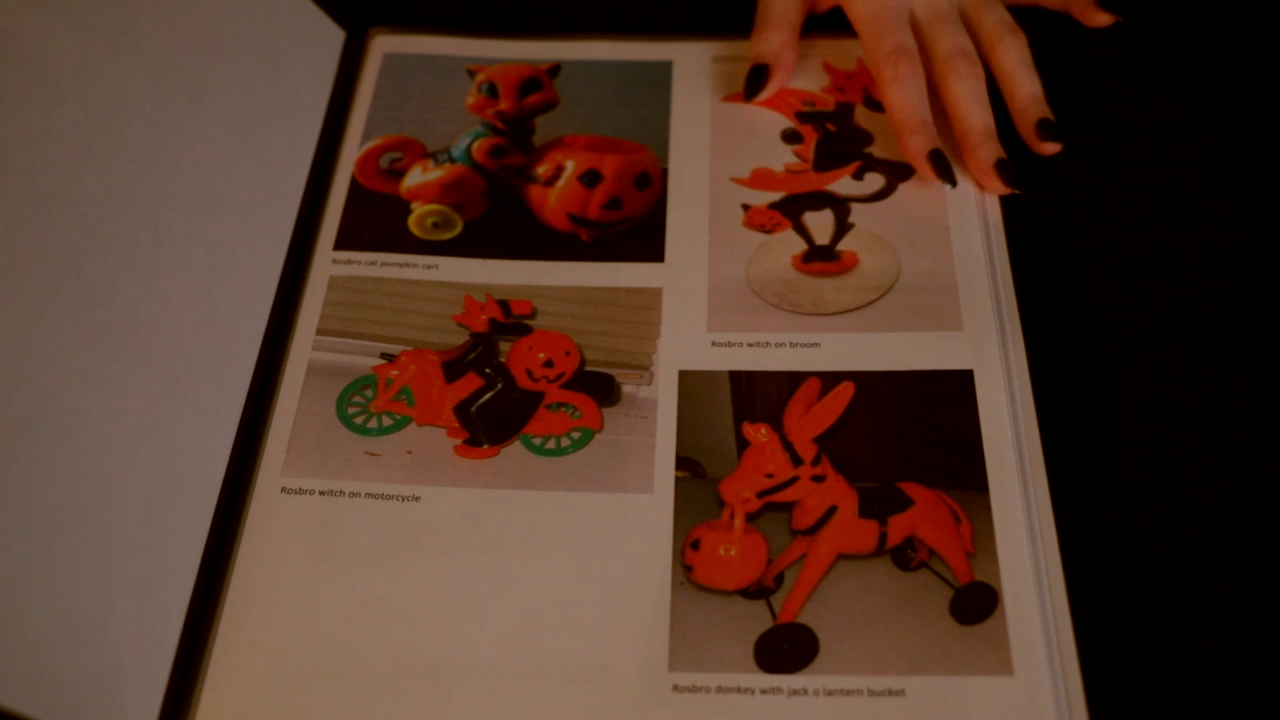 Rosbro cat pumpkin cart
Rosbro witch on broom
Rosbro witch on motorcycle
Rosbro donkey with jack o lantern bucket